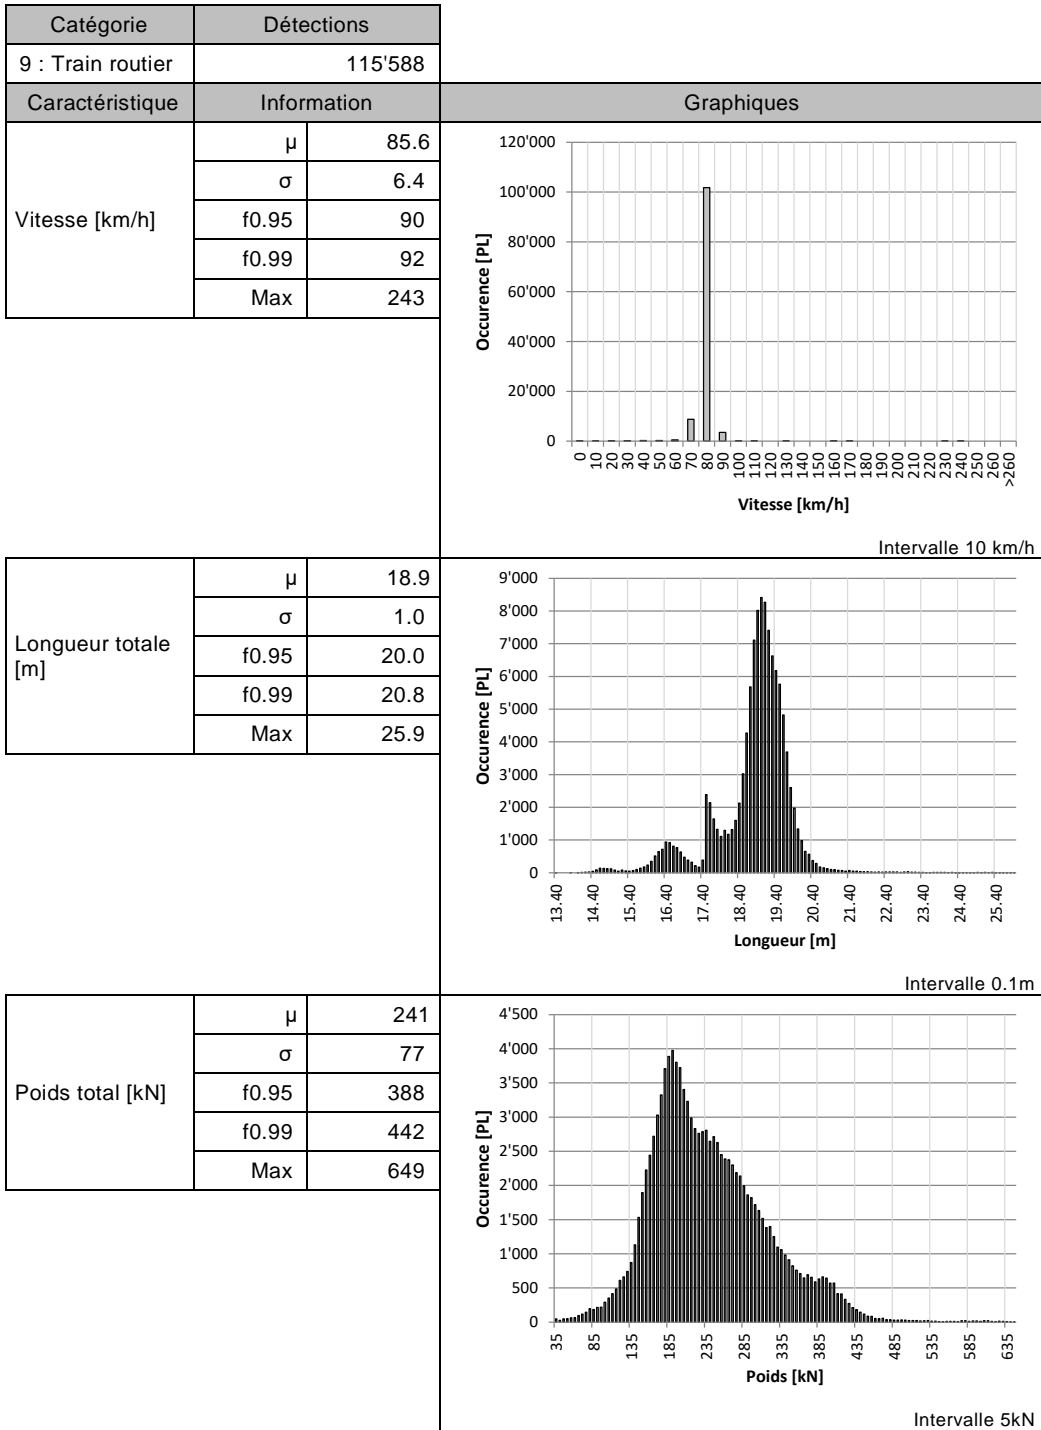 Catégorie Détections
9 : Train routier 115'588
Caractéristique Information Graphiques
Vitesse [km/h]
µ 85.6
σ 6.4
f0.95 90
f0.99 92
Max 243
120'000
100'000
80'000
60'000
40'000
20'000
0
Occurence [PL]
0 10 20 30 40 50 60 70 80 90 100 110 120 130 140 150 160 170 180 190 200 210 220 230 240 250 260 >260
Vitesse [km/h]
Intervalle 10 km/h
Longueur totale
[m]
µ 18.9
σ 1.0
f0.95 20.0
f0.99 20.8
Max 25.9
9'000
8'000
7'000
6'000
5'000
4'000
3'000
2'000
1'000
0
Occurence [PL]
13.40 14.40 15.40 16.40 17.40 18.40 19.40 20.40 21.40 22.40 23.40 24.40 25.40
Longueur [m]
Intervalle 0.1m
Poids total [kN]
µ 241
σ 77
f0.95 388
f0.99 442
Max 649
4'500
4'000
3'500
3'000
2'500
2'000
1'500
1'000
500
0
Occurence [PL]
35 85 135 185 235 285 335 385 435 485 535 585 635
Poids [kN]
Intervalle 5kN